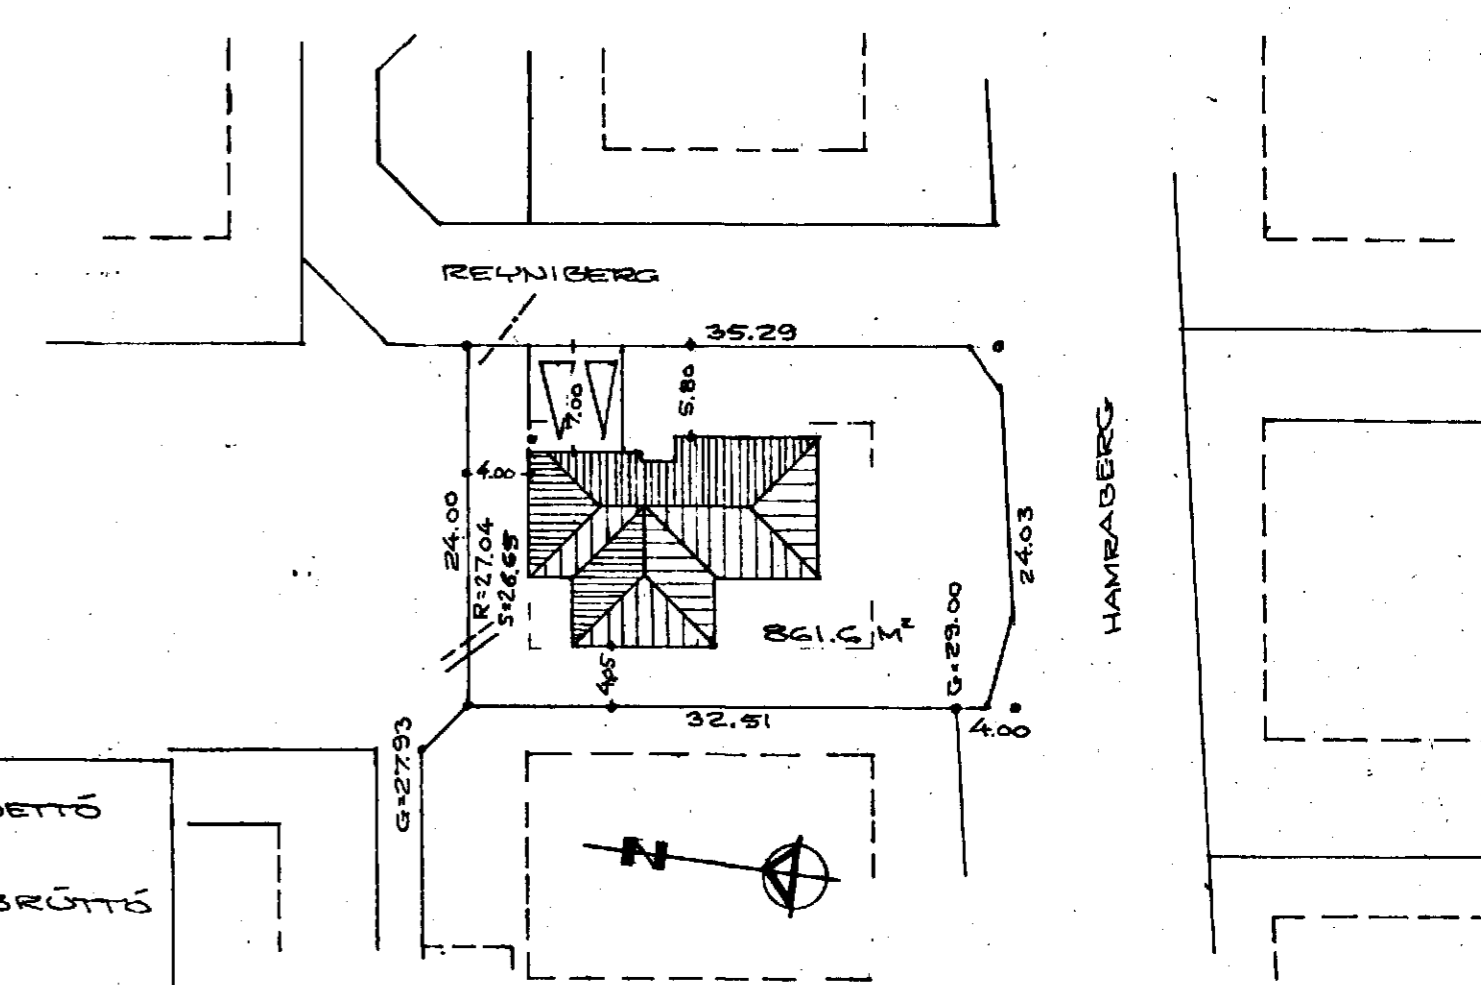 REYNIBERG
35.29
7.00
5.80
4.00
24.00
R=27.04
S=26.65
HAMRABERG
24.03
861.6 M²
G=29.00
4.05
32.51
4.00
G=27.93
N
NETTÓ
BRÚTTÓ